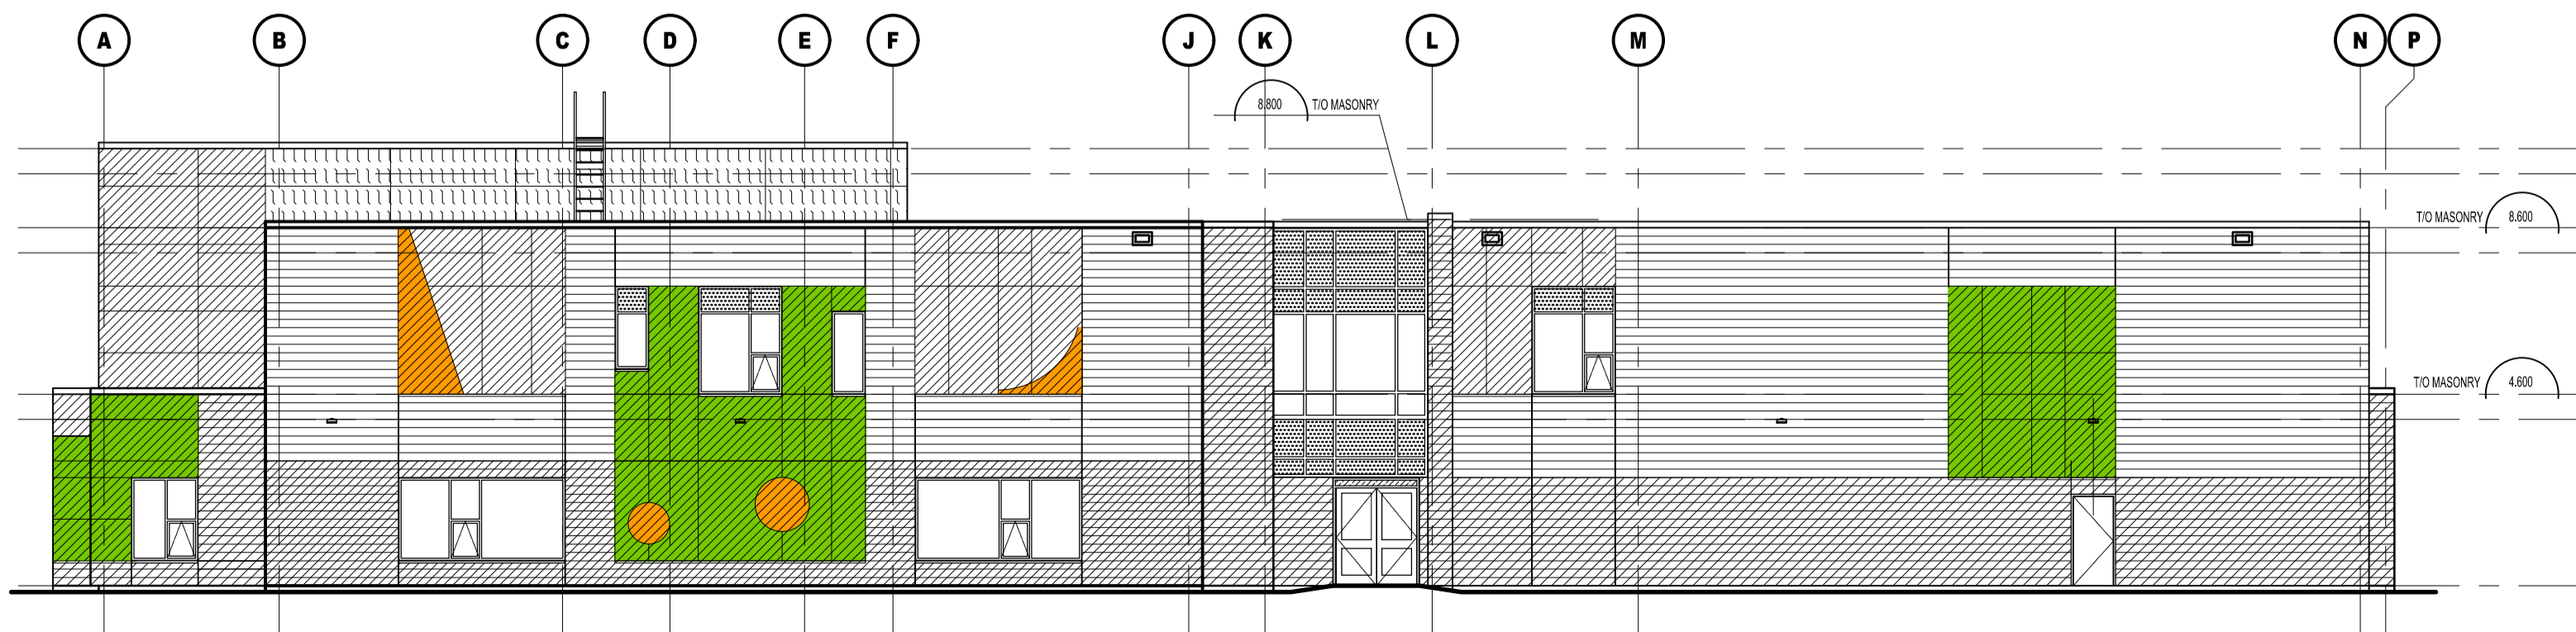 A B C D E F J K L M N P
8.800 T/O MASONRY
T/O MASONRY 8.600
T/O MASONRY 4.600